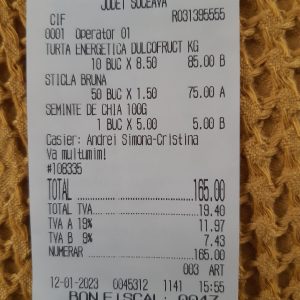 JUDET SUCEAVA
CIF RO31395555
0001 Operator 01
TURTA ENERGETICA DULCOFRUCT KG
10 BUC X 8.50 85.00 B
STICLA BRUNA
50 BUC X 1.50 75.00 A
SEMINTE DE CHIA 100G
1 BUC X 5.00 5.00 B
Casier: Andrei Simona-Cristina
Va multumim!
#108335
TOTAL 165.00
TOTAL TVA 19.40
TVA A 19% 11.97
TVA B 9% 7.43
NUMERAR 165.00
003 ART
12-01-2023 0045312 1141 15:55
BON FISCAL: 0047